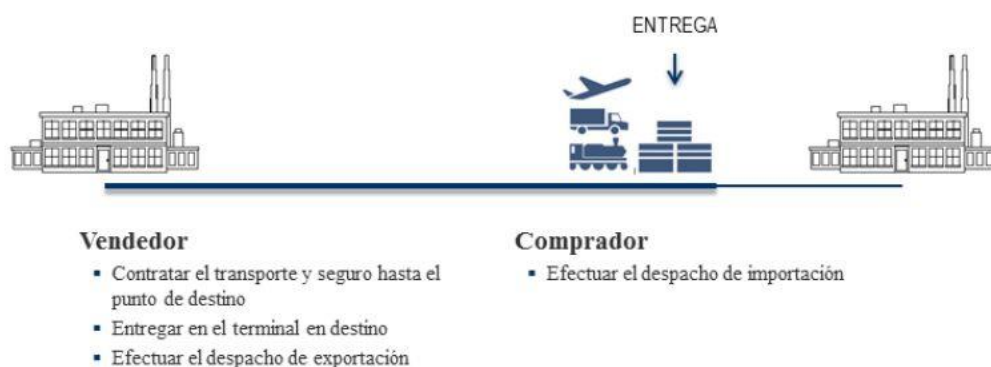 ENTREGA
Vendedor
▪ Contratar el transporte y seguro hasta el
punto de destino
▪ Entregar en el terminal en destino
▪ Efectuar el despacho de exportación
Comprador
▪ Efectuar el despacho de importación